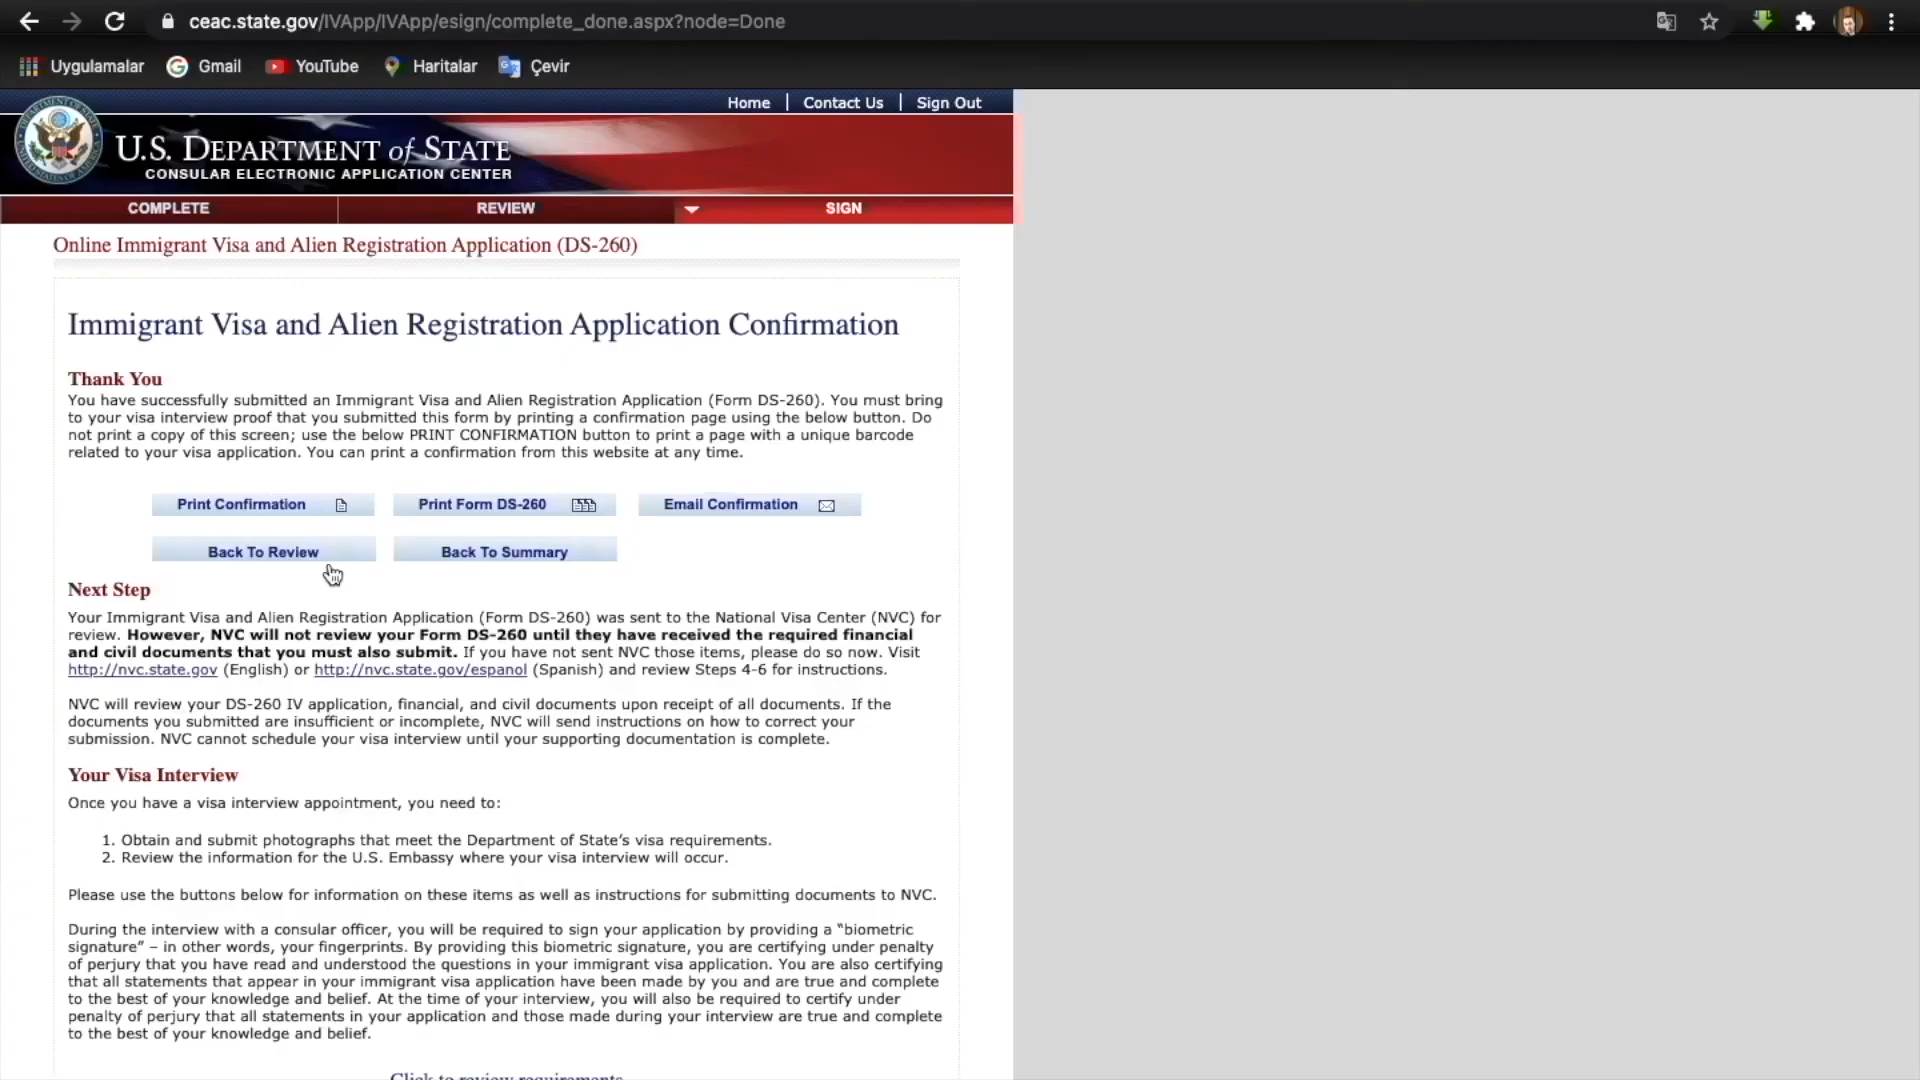 ceac.state.gov/IVApp/IVApp/esign/complete_done.aspx?node=Done
Uygulamalar Gmail YouTube Haritalar Çevir
Home Contact Us Sign Out
U.S. DEPARTMENT of STATE
CONSULAR ELECTRONIC APPLICATION CENTER
COMPLETE REVIEW SIGN
Online Immigrant Visa and Alien Registration Application (DS-260)
Immigrant Visa and Alien Registration Application Confirmation
Thank You
You have successfully submitted an Immigrant Visa and Alien Registration Application (Form DS-260). You must bring
to your visa interview proof that you submitted this form by printing a confirmation page using the below button. Do
not print a copy of this screen; use the below PRINT CONFIRMATION button to print a page with a unique barcode
related to your visa application. You can print a confirmation from this website at any time.
Print Confirmation Print Form DS-260 Email Confirmation
Back To Review Back To Summary
Next Step
Your Immigrant Visa and Alien Registration Application (Form DS-260) was sent to the National Visa Center (NVC) for
review. However, NVC will not review your Form DS-260 until they have received the required financial
and civil documents that you must also submit. If you have not sent NVC those items, please do so now. Visit
http://nvc.state.gov (English) or http://nvc.state.gov/espanol (Spanish) and review Steps 4-6 for instructions.
NVC will review your DS-260 IV application, financial, and civil documents upon receipt of all documents. If the
documents you submitted are insufficient or incomplete, NVC will send instructions on how to correct your
submission. NVC cannot schedule your visa interview until your supporting documentation is complete.
Your Visa Interview
Once you have a visa interview appointment, you need to:
1. Obtain and submit photographs that meet the Department of State's visa requirements.
2. Review the information for the U.S. Embassy where your visa interview will occur.
Please use the buttons below for information on these items as well as instructions for submitting documents to NVC.
During the interview with a consular officer, you will be required to sign your application by providing a "biometric
signature" – in other words, your fingerprints. By providing this biometric signature, you are certifying under penalty
of perjury that you have read and understood the questions in your immigrant visa application. You are also certifying
that all statements that appear in your immigrant visa application have been made by you and are true and complete
to the best of your knowledge and belief. At the time of your interview, you will also be required to certify under
penalty of perjury that all statements in your application and those made during your interview are true and complete
to the best of your knowledge and belief.
Click to review requirements